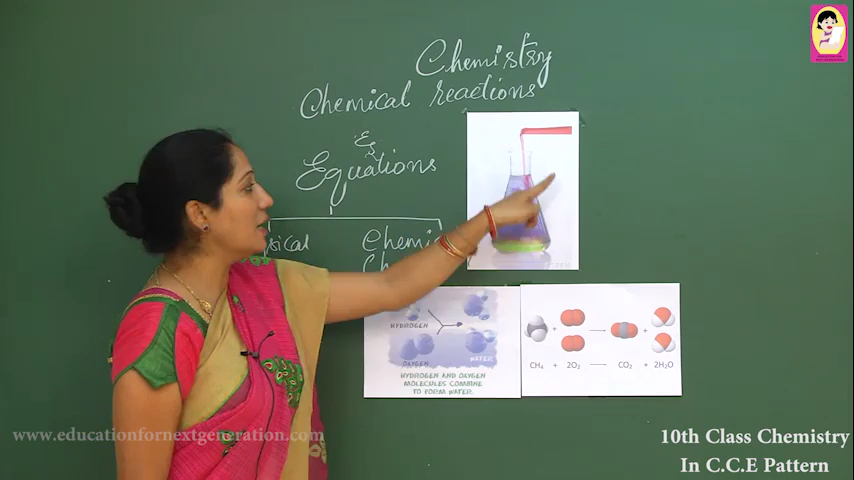 Chemistry
Chemical reactions
&
Equations
Chemi
HYDROGEN
OXYGEN
WATER
HYDROGEN AND OXYGEN
MOLECULES COMBINE
TO FORM WATER.
+ → +
CH₄ + 2O₂ — CO₂ + 2H₂O
www.educationfornextgeneration.com
10th Class Chemistry
In C.C.E Pattern